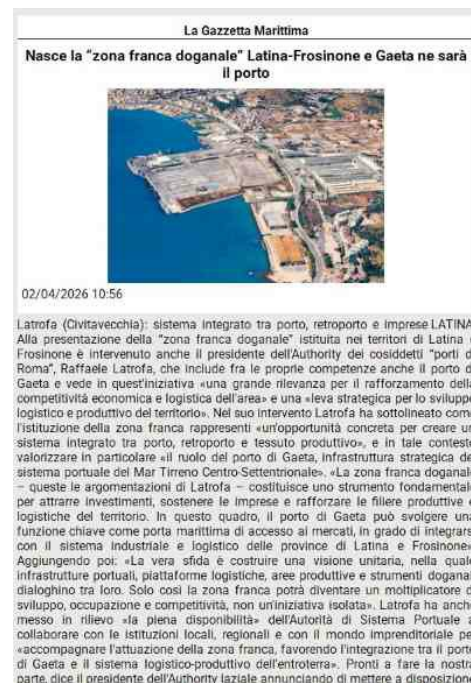 La Gazzetta Marittima
Nasce la “zona franca doganale” Latina-Frosinone e Gaeta ne sarà
il porto
02/04/2026 10:56
Latrofa (Civitavecchia): sistema integrato tra porto, retroporto e imprese LATINA.
Alla presentazione della “zona franca doganale” istituita nei territori di Latina
Frosinone è intervenuto anche il presidente dell’Authority dei cosiddetti “porti di
Roma”, Raffaele Latrofa, che include fra le proprie competenze anche il porto di
Gaeta e vede in quest’iniziativa «una grande rilevanza per il rafforzamento della
competitività economica e logistica dell’area» e una «leva strategica per lo sviluppo
logistico e produttivo del territorio». Nel suo intervento Latrofa ha sottolineato come
l’istituzione della zona franca rappresenti «un’opportunità concreta per creare un
sistema integrato tra porto, retroporto e tessuto produttivo», e in tale contesto
valorizzare in particolare «il ruolo del porto di Gaeta, infrastruttura strategica del
sistema portuale del Mar Tirreno Centro-Settentrionale». «La zona franca doganale
– queste le argomentazioni di Latrofa – costituisce uno strumento fondamentale
per attrarre investimenti, sostenere le imprese e rafforzare le filiere produttive e
logistiche del territorio. In questo quadro, il porto di Gaeta può svolgere una
funzione chiave come porta marittima di accesso ai mercati, in grado di integrarsi
con il sistema industriale e logistico delle province di Latina e Frosinone».
Aggiungendo poi: «La vera sfida è costruire una visione unitaria, nella quale
infrastrutture portuali, piattaforme logistiche, aree produttive e strumenti doganali
dialoghino tra loro. Solo così la zona franca potrà diventare un moltiplicatore di
sviluppo, occupazione e competitività, non un’iniziativa isolata». Latrofa ha anche
messo in rilievo «la piena disponibilità» dell’Autorità di Sistema Portuale a
collaborare con le istituzioni locali, regionali e con il mondo imprenditoriale per
«accompagnare l’attuazione della zona franca, favorendo l’integrazione tra il porto
di Gaeta e il sistema logistico-produttivo dell’entroterra». Pronti a fare la nostra
parte, dice il presidente dell’Authority laziale annunciando di mettere a disposizione